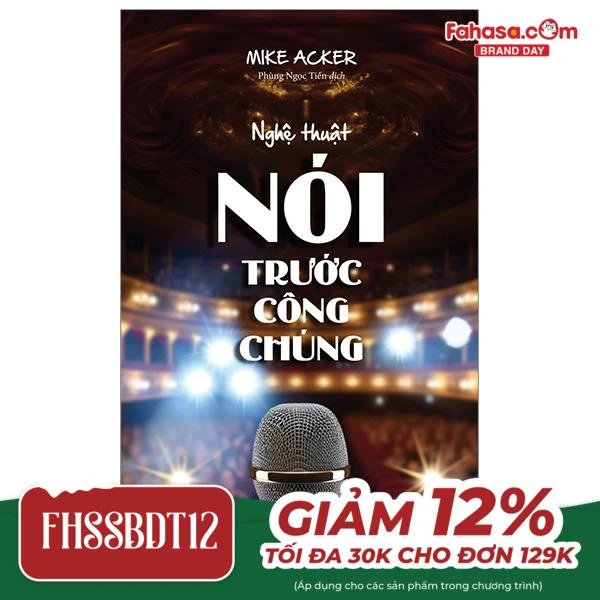 Fahasa.com
BRAND DAY
MIKE ACKER
Phùng Ngọc Tiến dịch
Nghệ thuật
NÓI
TRƯỚC
CÔNG
CHÚNG
FHSSBDT12
GIẢM 12%
TỐI ĐA 30K CHO ĐƠN 129K
(Áp dụng cho các sản phẩm trong chương trình)